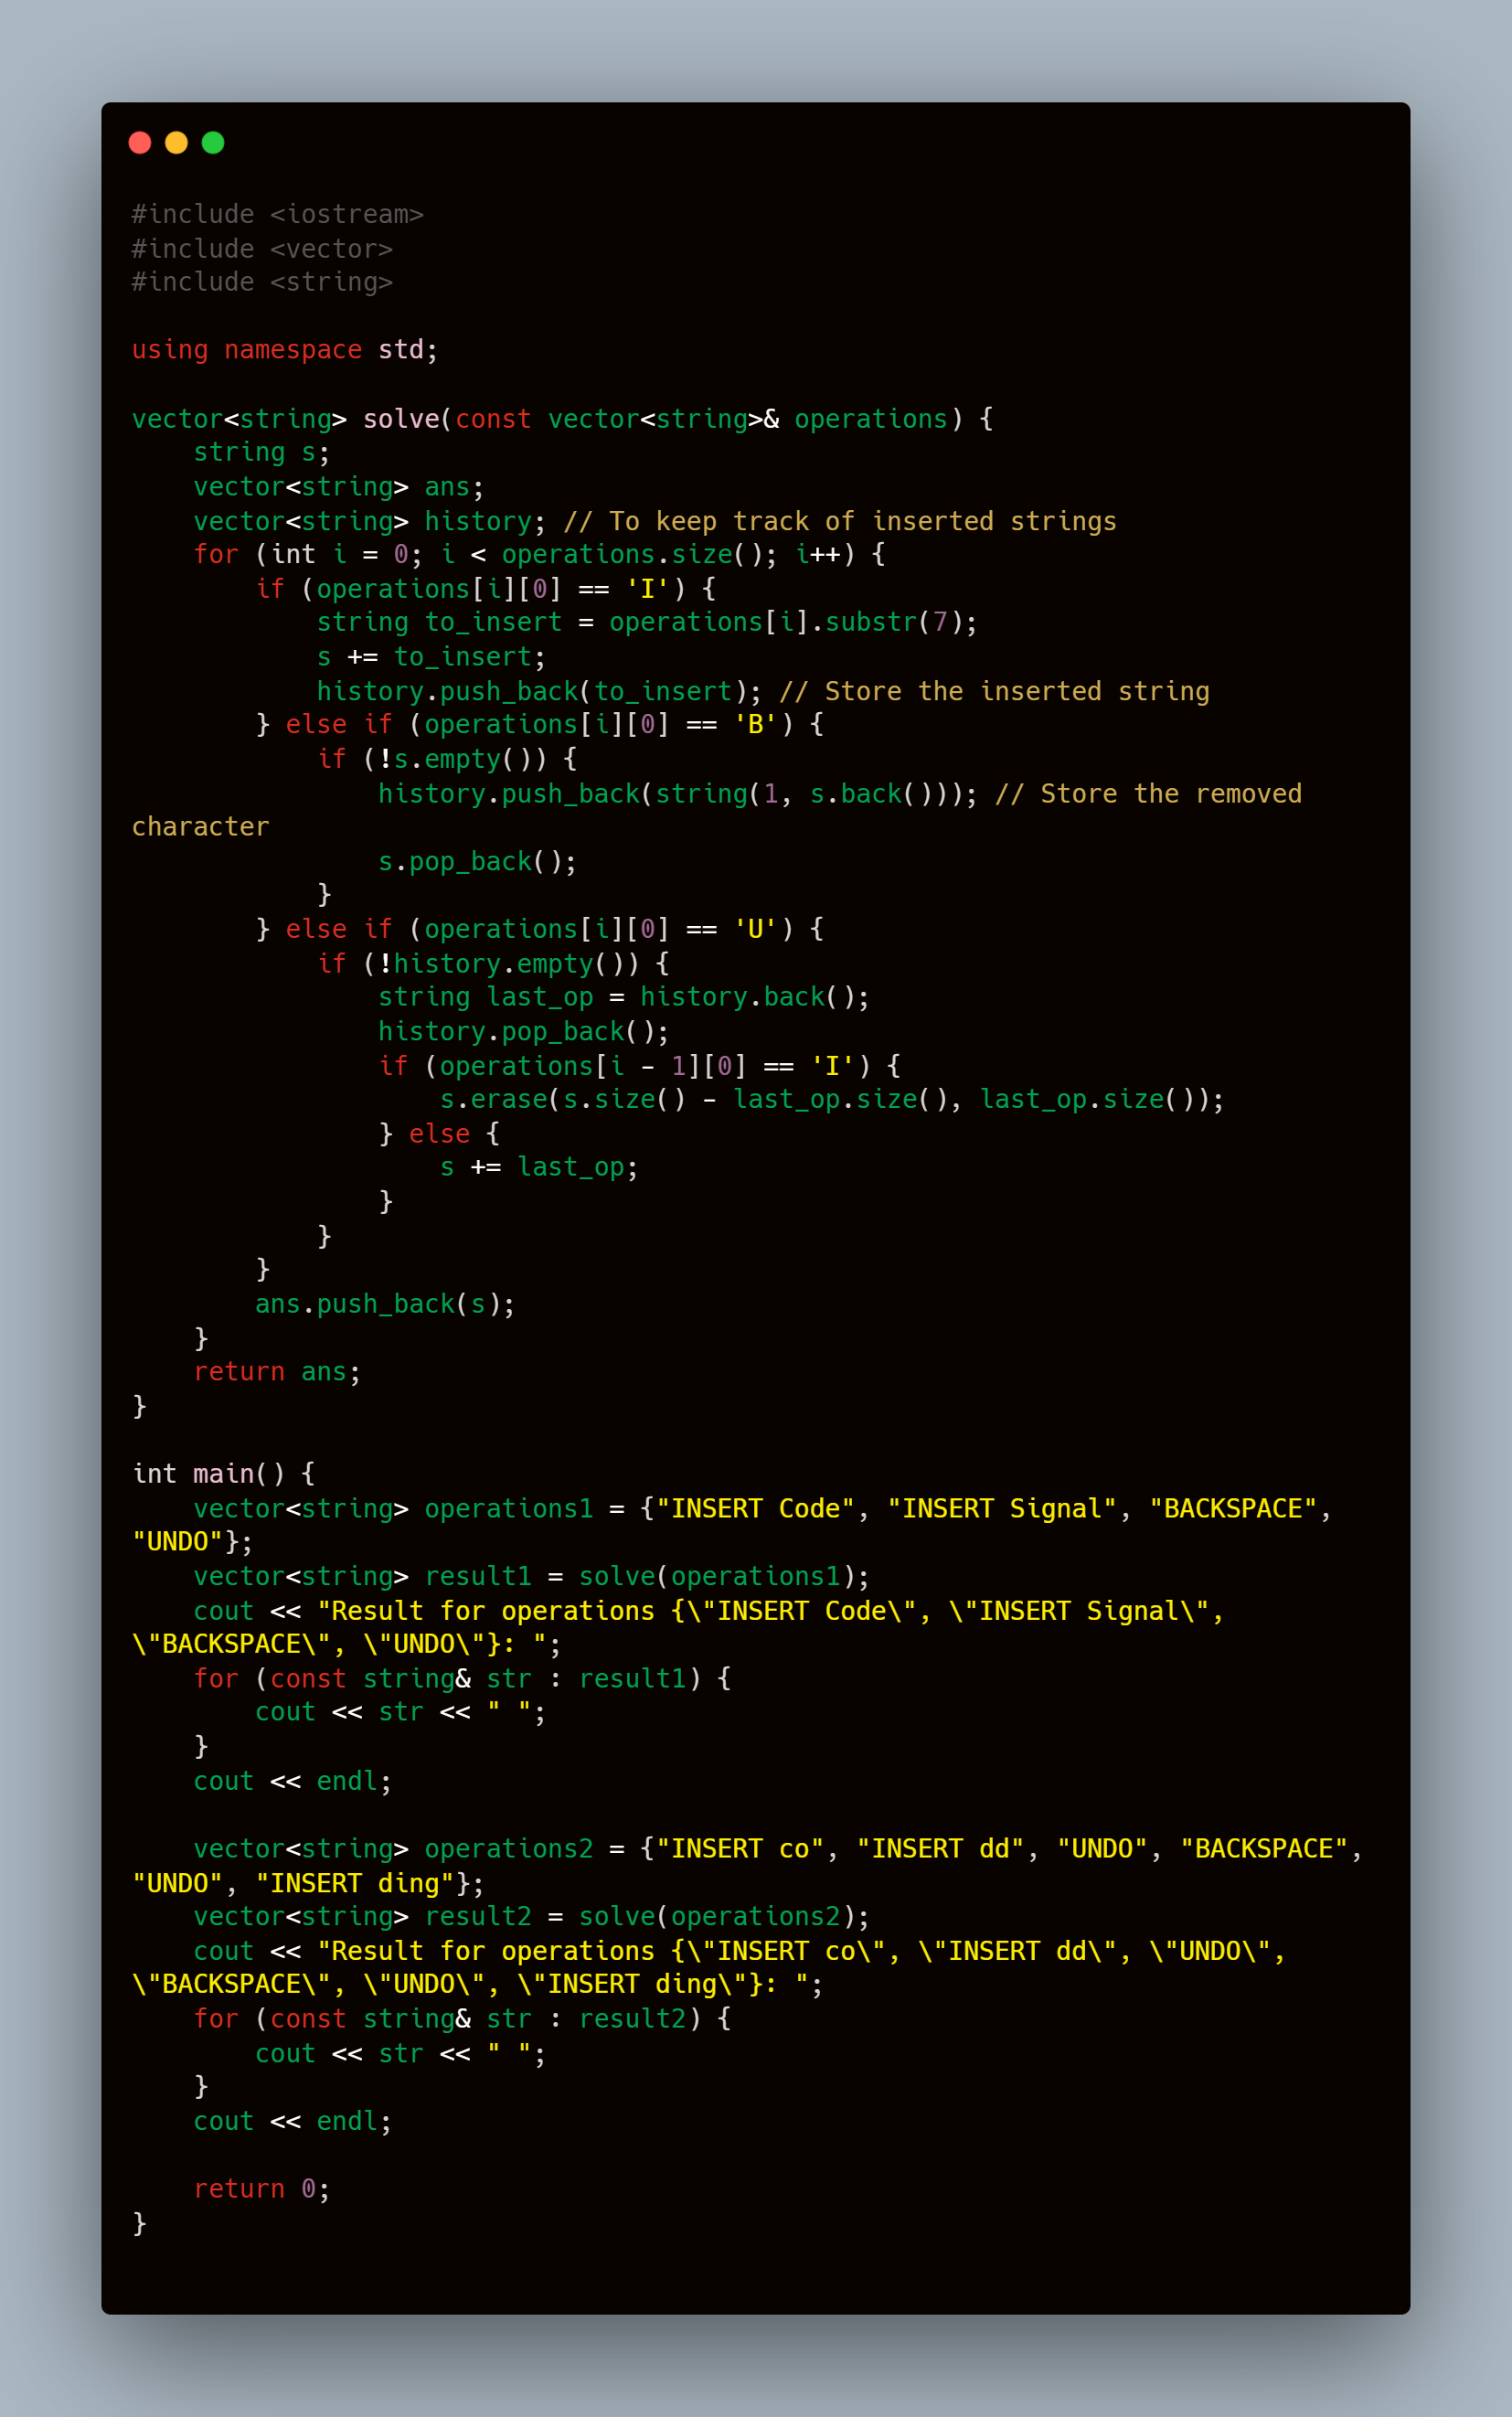 #include <iostream>
#include <vector>
#include <string>

using namespace std;

vector<string> solve(const vector<string>& operations) {
    string s;
    vector<string> ans;
    vector<string> history; // To keep track of inserted strings
    for (int i = 0; i < operations.size(); i++) {
        if (operations[i][0] == 'I') {
            string to_insert = operations[i].substr(7);
            s += to_insert;
            history.push_back(to_insert); // Store the inserted string
        } else if (operations[i][0] == 'B') {
            if (!s.empty()) {
                history.push_back(string(1, s.back())); // Store the removed
character
                s.pop_back();
            }
        } else if (operations[i][0] == 'U') {
            if (!history.empty()) {
                string last_op = history.back();
                history.pop_back();
                if (operations[i - 1][0] == 'I') {
                    s.erase(s.size() - last_op.size(), last_op.size());
                } else {
                    s += last_op;
                }
            }
        }
        ans.push_back(s);
    }
    return ans;
}

int main() {
    vector<string> operations1 = {"INSERT Code", "INSERT Signal", "BACKSPACE",
"UNDO"};
    vector<string> result1 = solve(operations1);
    cout << "Result for operations {\"INSERT Code\", \"INSERT Signal\",
\"BACKSPACE\", \"UNDO\"}: ";
    for (const string& str : result1) {
        cout << str << " ";
    }
    cout << endl;

    vector<string> operations2 = {"INSERT co", "INSERT dd", "UNDO", "BACKSPACE",
"UNDO", "INSERT ding"};
    vector<string> result2 = solve(operations2);
    cout << "Result for operations {\"INSERT co\", \"INSERT dd\", \"UNDO\",
\"BACKSPACE\", \"UNDO\", \"INSERT ding\"}: ";
    for (const string& str : result2) {
        cout << str << " ";
    }
    cout << endl;

    return 0;
}